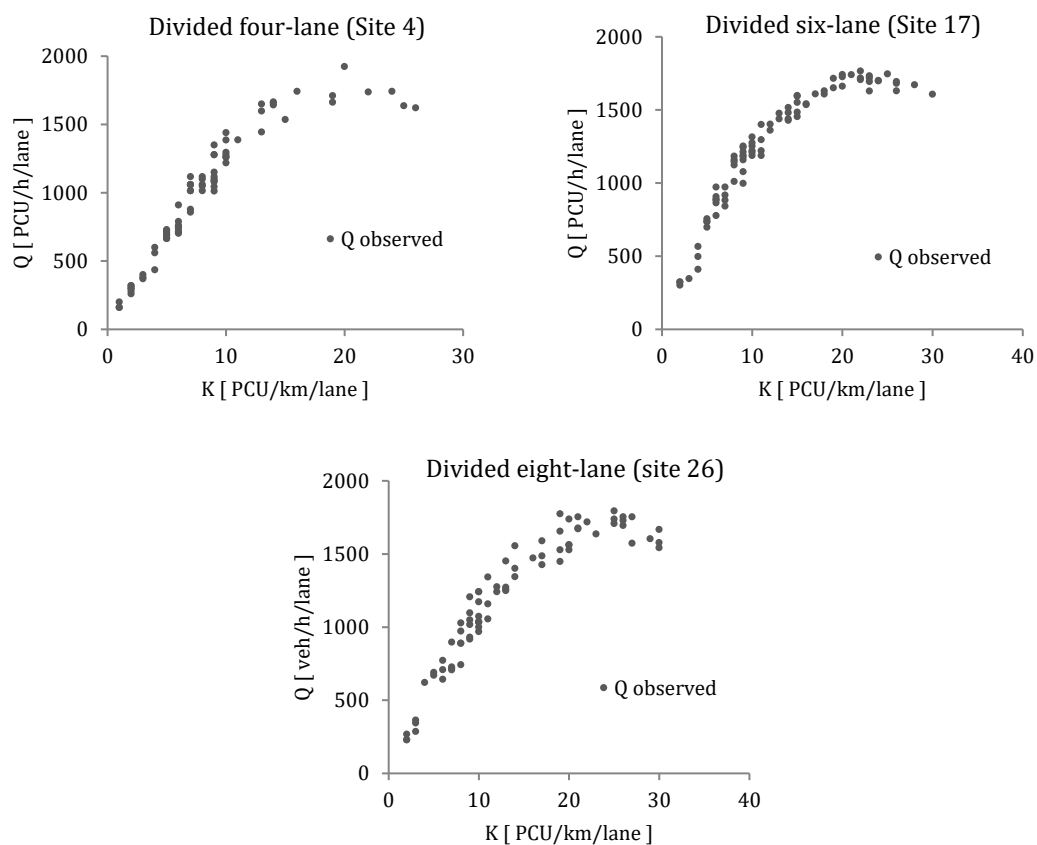 Divided four-lane (Site 4)
2000
1500
1000
500
0
Q [ PCU/h/lane ]
Q observed
0 10 20 30
K [ PCU/km/lane ]
Divided six-lane (Site 17)
2000
1500
1000
500
0
Q [ PCU/h/lane ]
Q observed
0 10 20 30 40
K [ PCU/km/lane ]
Divided eight-lane (site 26)
2000
1500
1000
500
0
Q [ veh/h/lane ]
Q observed
0 10 20 30 40
K [ PCU/km/lane ]